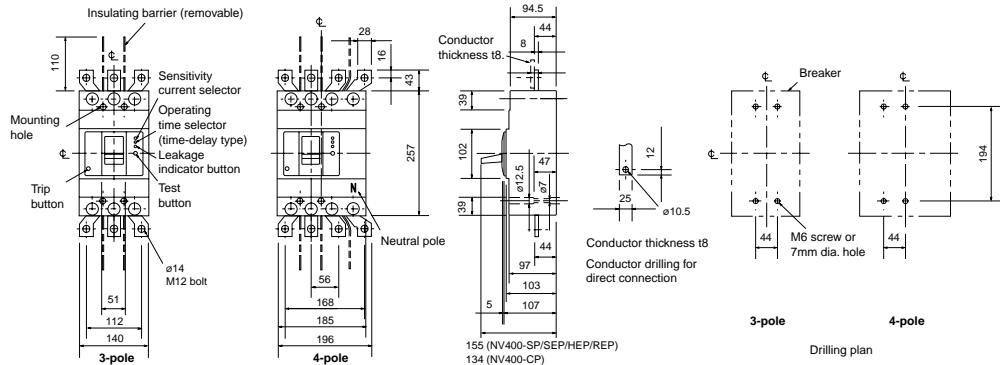 Insulating barrier (removable)
110
℄
Sensitivity
current selector
Mounting
hole
Operating
time selector
(time-delay type)
℄
Leakage
indicator button
Trip
button
Test
button
ø14
M12 bolt
51
112
140
3-pole
℄
28
16
43
257
N
Neutral pole
56
168
185
196
4-pole
94.5
44
8
Conductor
thickness t8.
39
102
47
ø12.5
ø7
39
44
97
103
5
107
155 (NV400-SP/SEP/HEP/REP)
134 (NV400-CP)
12
25
ø10.5
Conductor thickness t8
Conductor drilling for
direct connection
℄
Breaker
℄
℄
194
44
44
M6 screw or
7mm dia. hole
3-pole
4-pole
Drilling plan